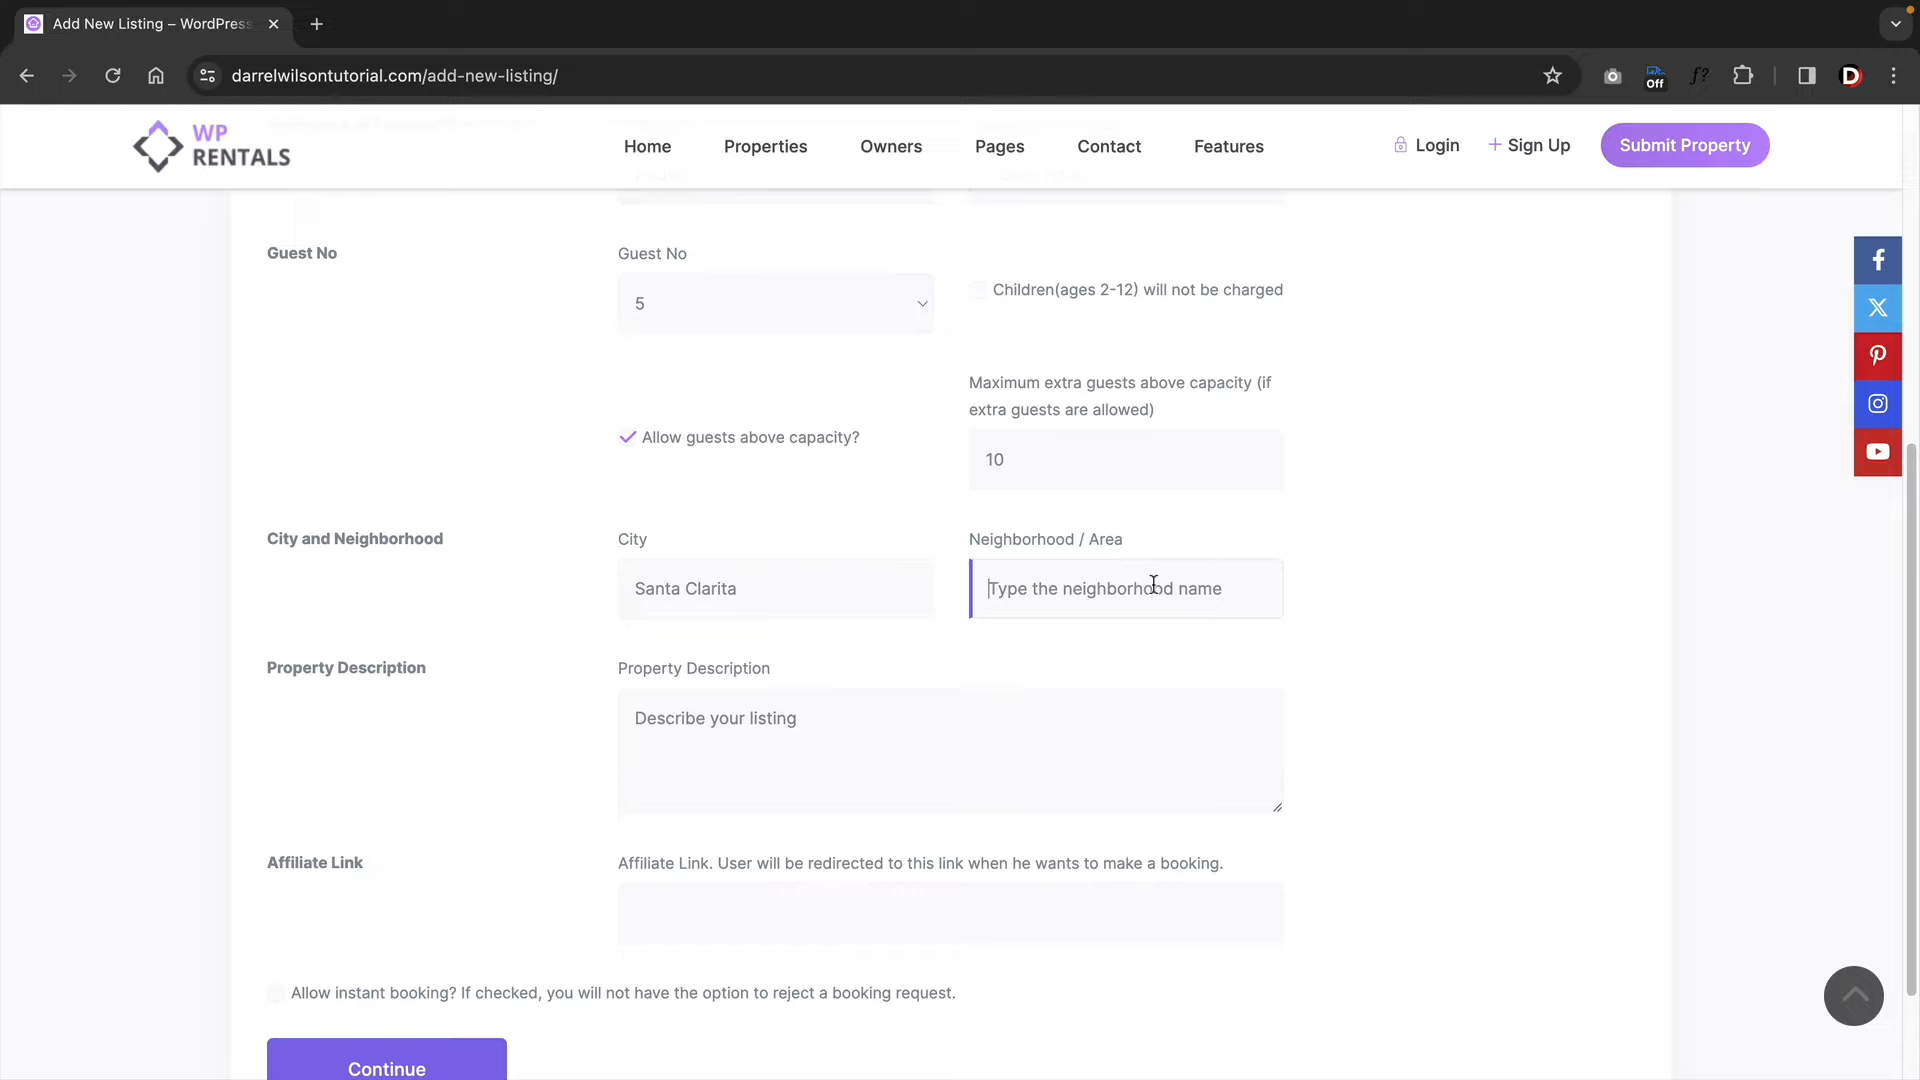 Add New Listing – WordPress
darrelwilsontutorial.com/add-new-listing/
Off
f?
D
WP
RENTALS
Home
Properties
Owners
Pages
Contact
Features
Login
Sign Up
Submit Property
Guest No
Guest No
5
Children(ages 2-12) will not be charged
Allow guests above capacity?
Maximum extra guests above capacity (if
extra guests are allowed)
10
City and Neighborhood
City
Santa Clarita
Neighborhood / Area
Type the neighborhood name
Property Description
Property Description
Describe your listing
Affiliate Link
Affiliate Link. User will be redirected to this link when he wants to make a booking.
Allow instant booking? If checked, you will not have the option to reject a booking request.
Continue